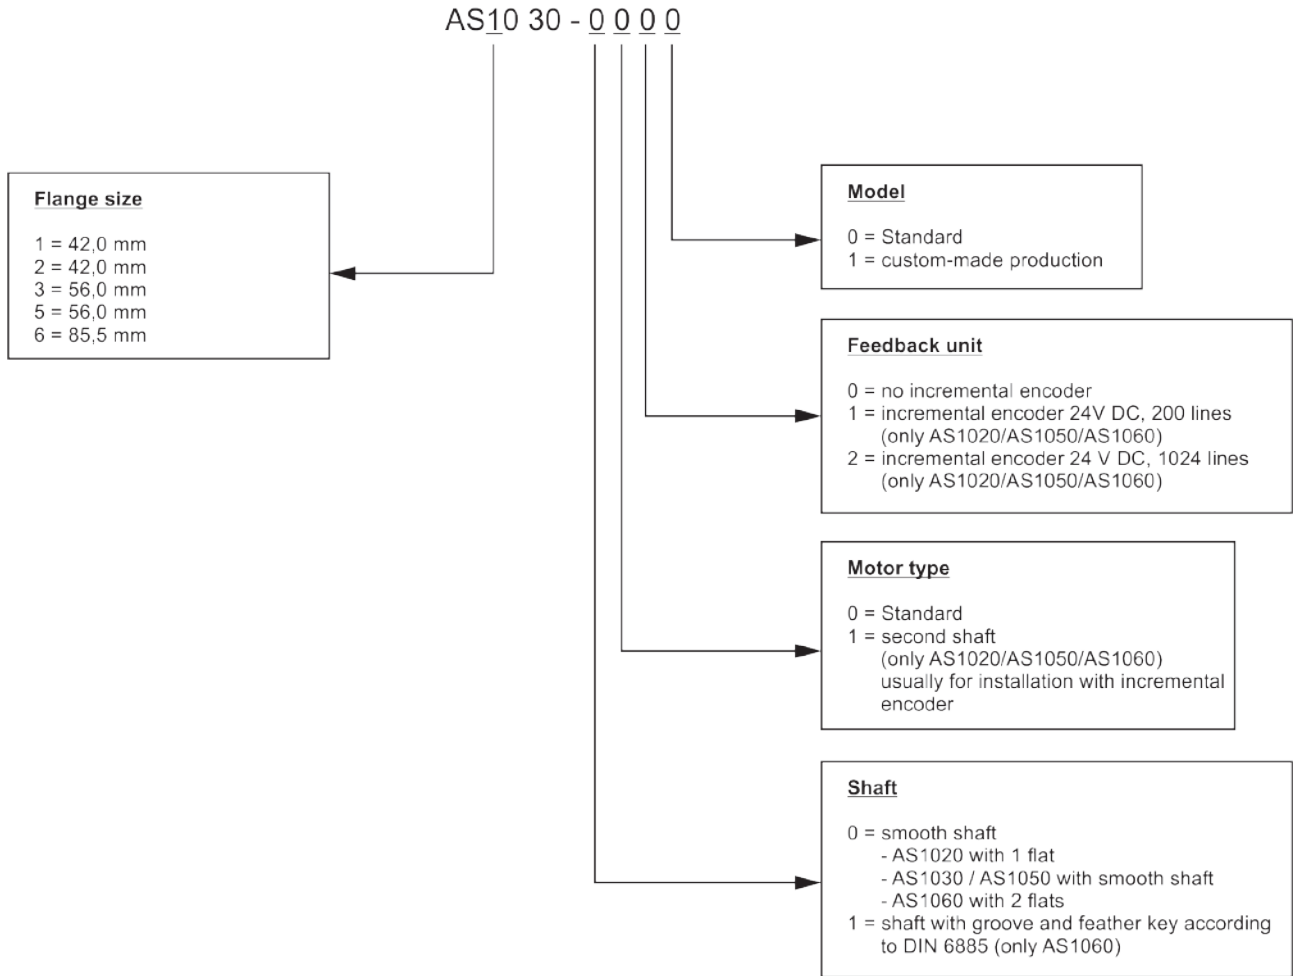 AS10 30 - 0 0 0 0
Flange size
1 = 42,0 mm
2 = 42,0 mm
3 = 56,0 mm
5 = 56,0 mm
6 = 85,5 mm
Model
0 = Standard
1 = custom-made production
Feedback unit
0 = no incremental encoder
1 = incremental encoder 24V DC, 200 lines
(only AS1020/AS1050/AS1060)
2 = incremental encoder 24 V DC, 1024 lines
(only AS1020/AS1050/AS1060)
Motor type
0 = Standard
1 = second shaft
(only AS1020/AS1050/AS1060)
usually for installation with incremental
encoder
Shaft
0 = smooth shaft
- AS1020 with 1 flat
- AS1030 / AS1050 with smooth shaft
- AS1060 with 2 flats
1 = shaft with groove and feather key according
to DIN 6885 (only AS1060)